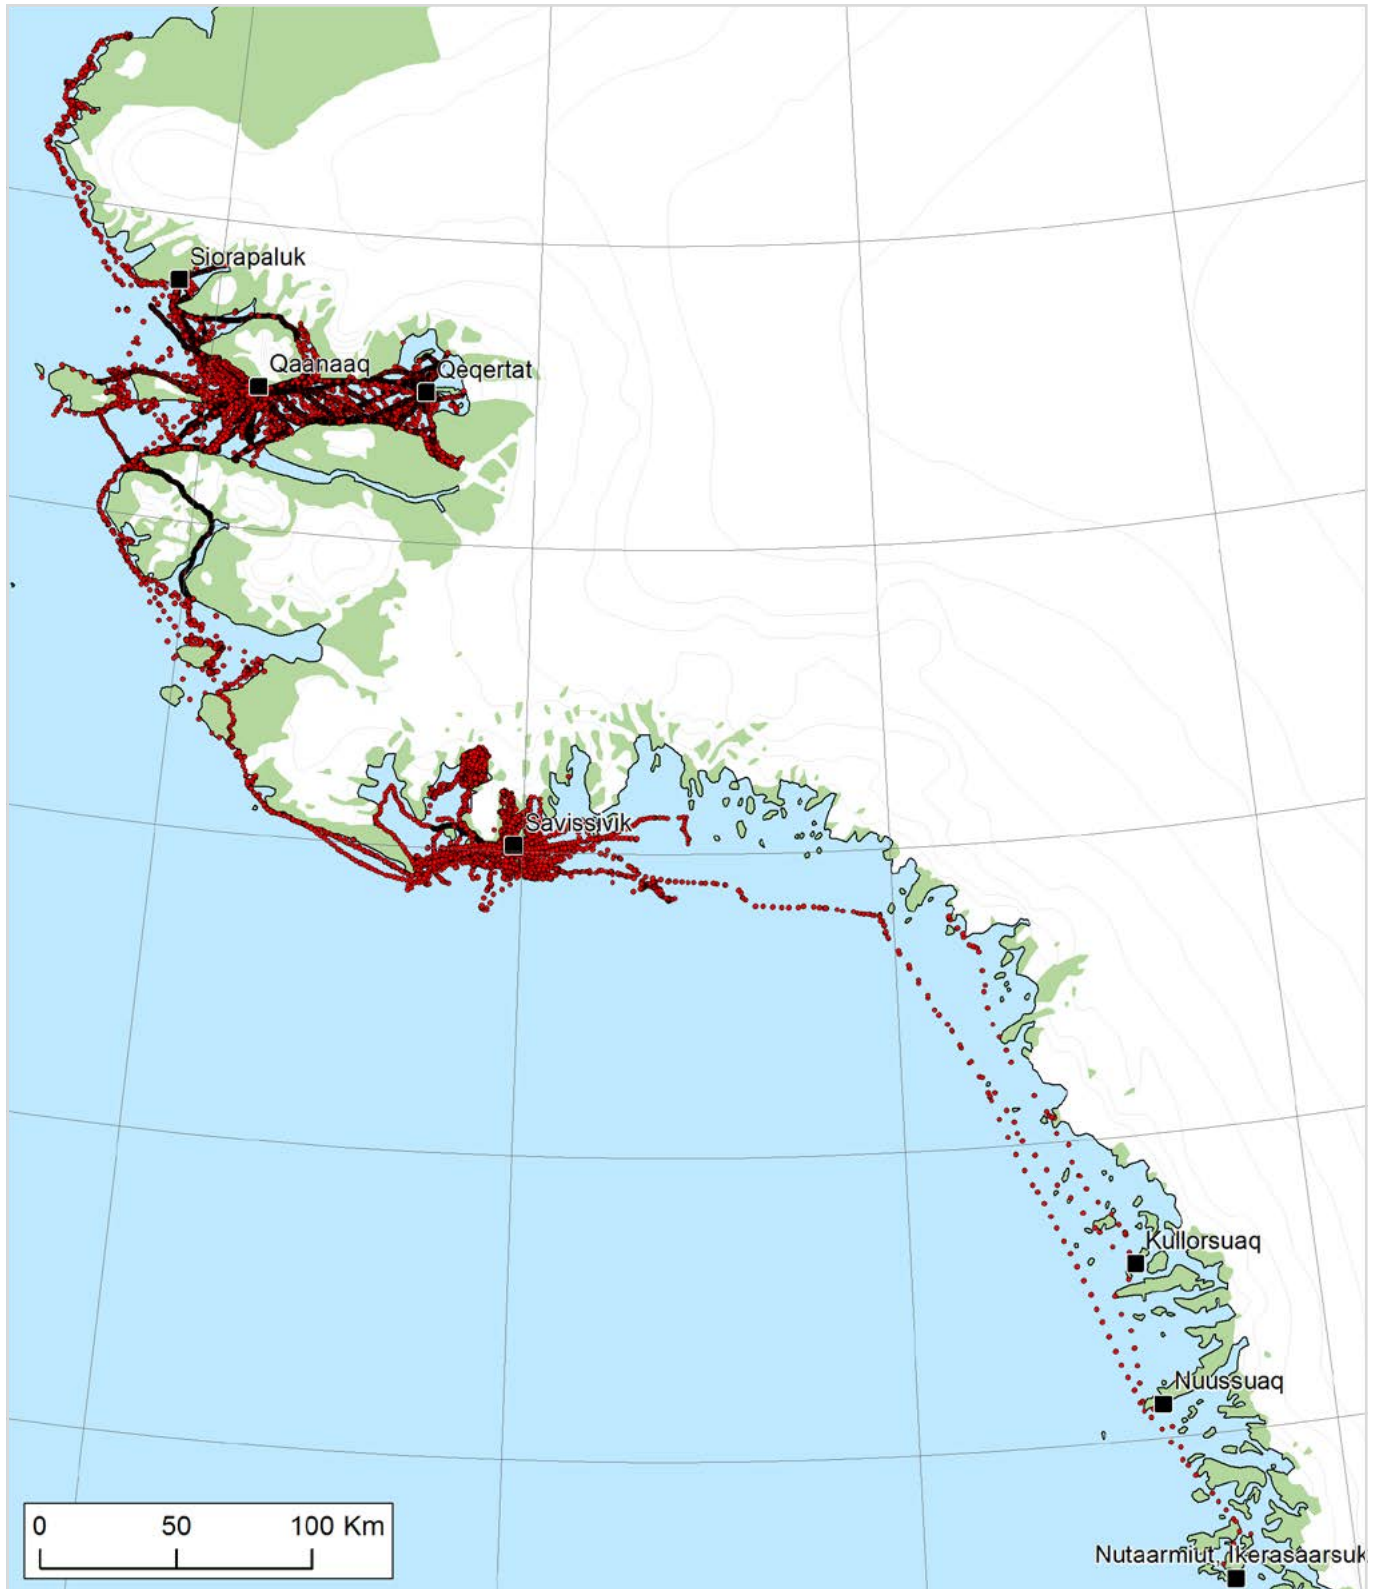 Siorapaluk
Qaanaaq
Qeqertat
Savissivik
Kullorsuaq
Nuussuaq
0 50 100 Km
Nutaarmiut, Ikerasaarsuk